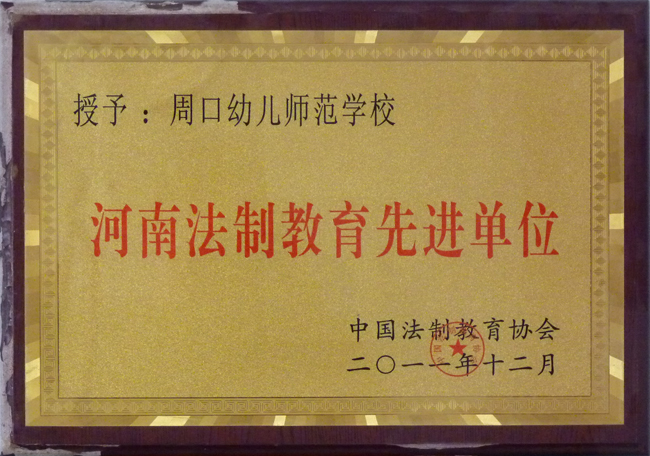 授予：周口幼儿师范学校
河南法制教育先进单位
中国法制教育协会
二〇一一年十二月